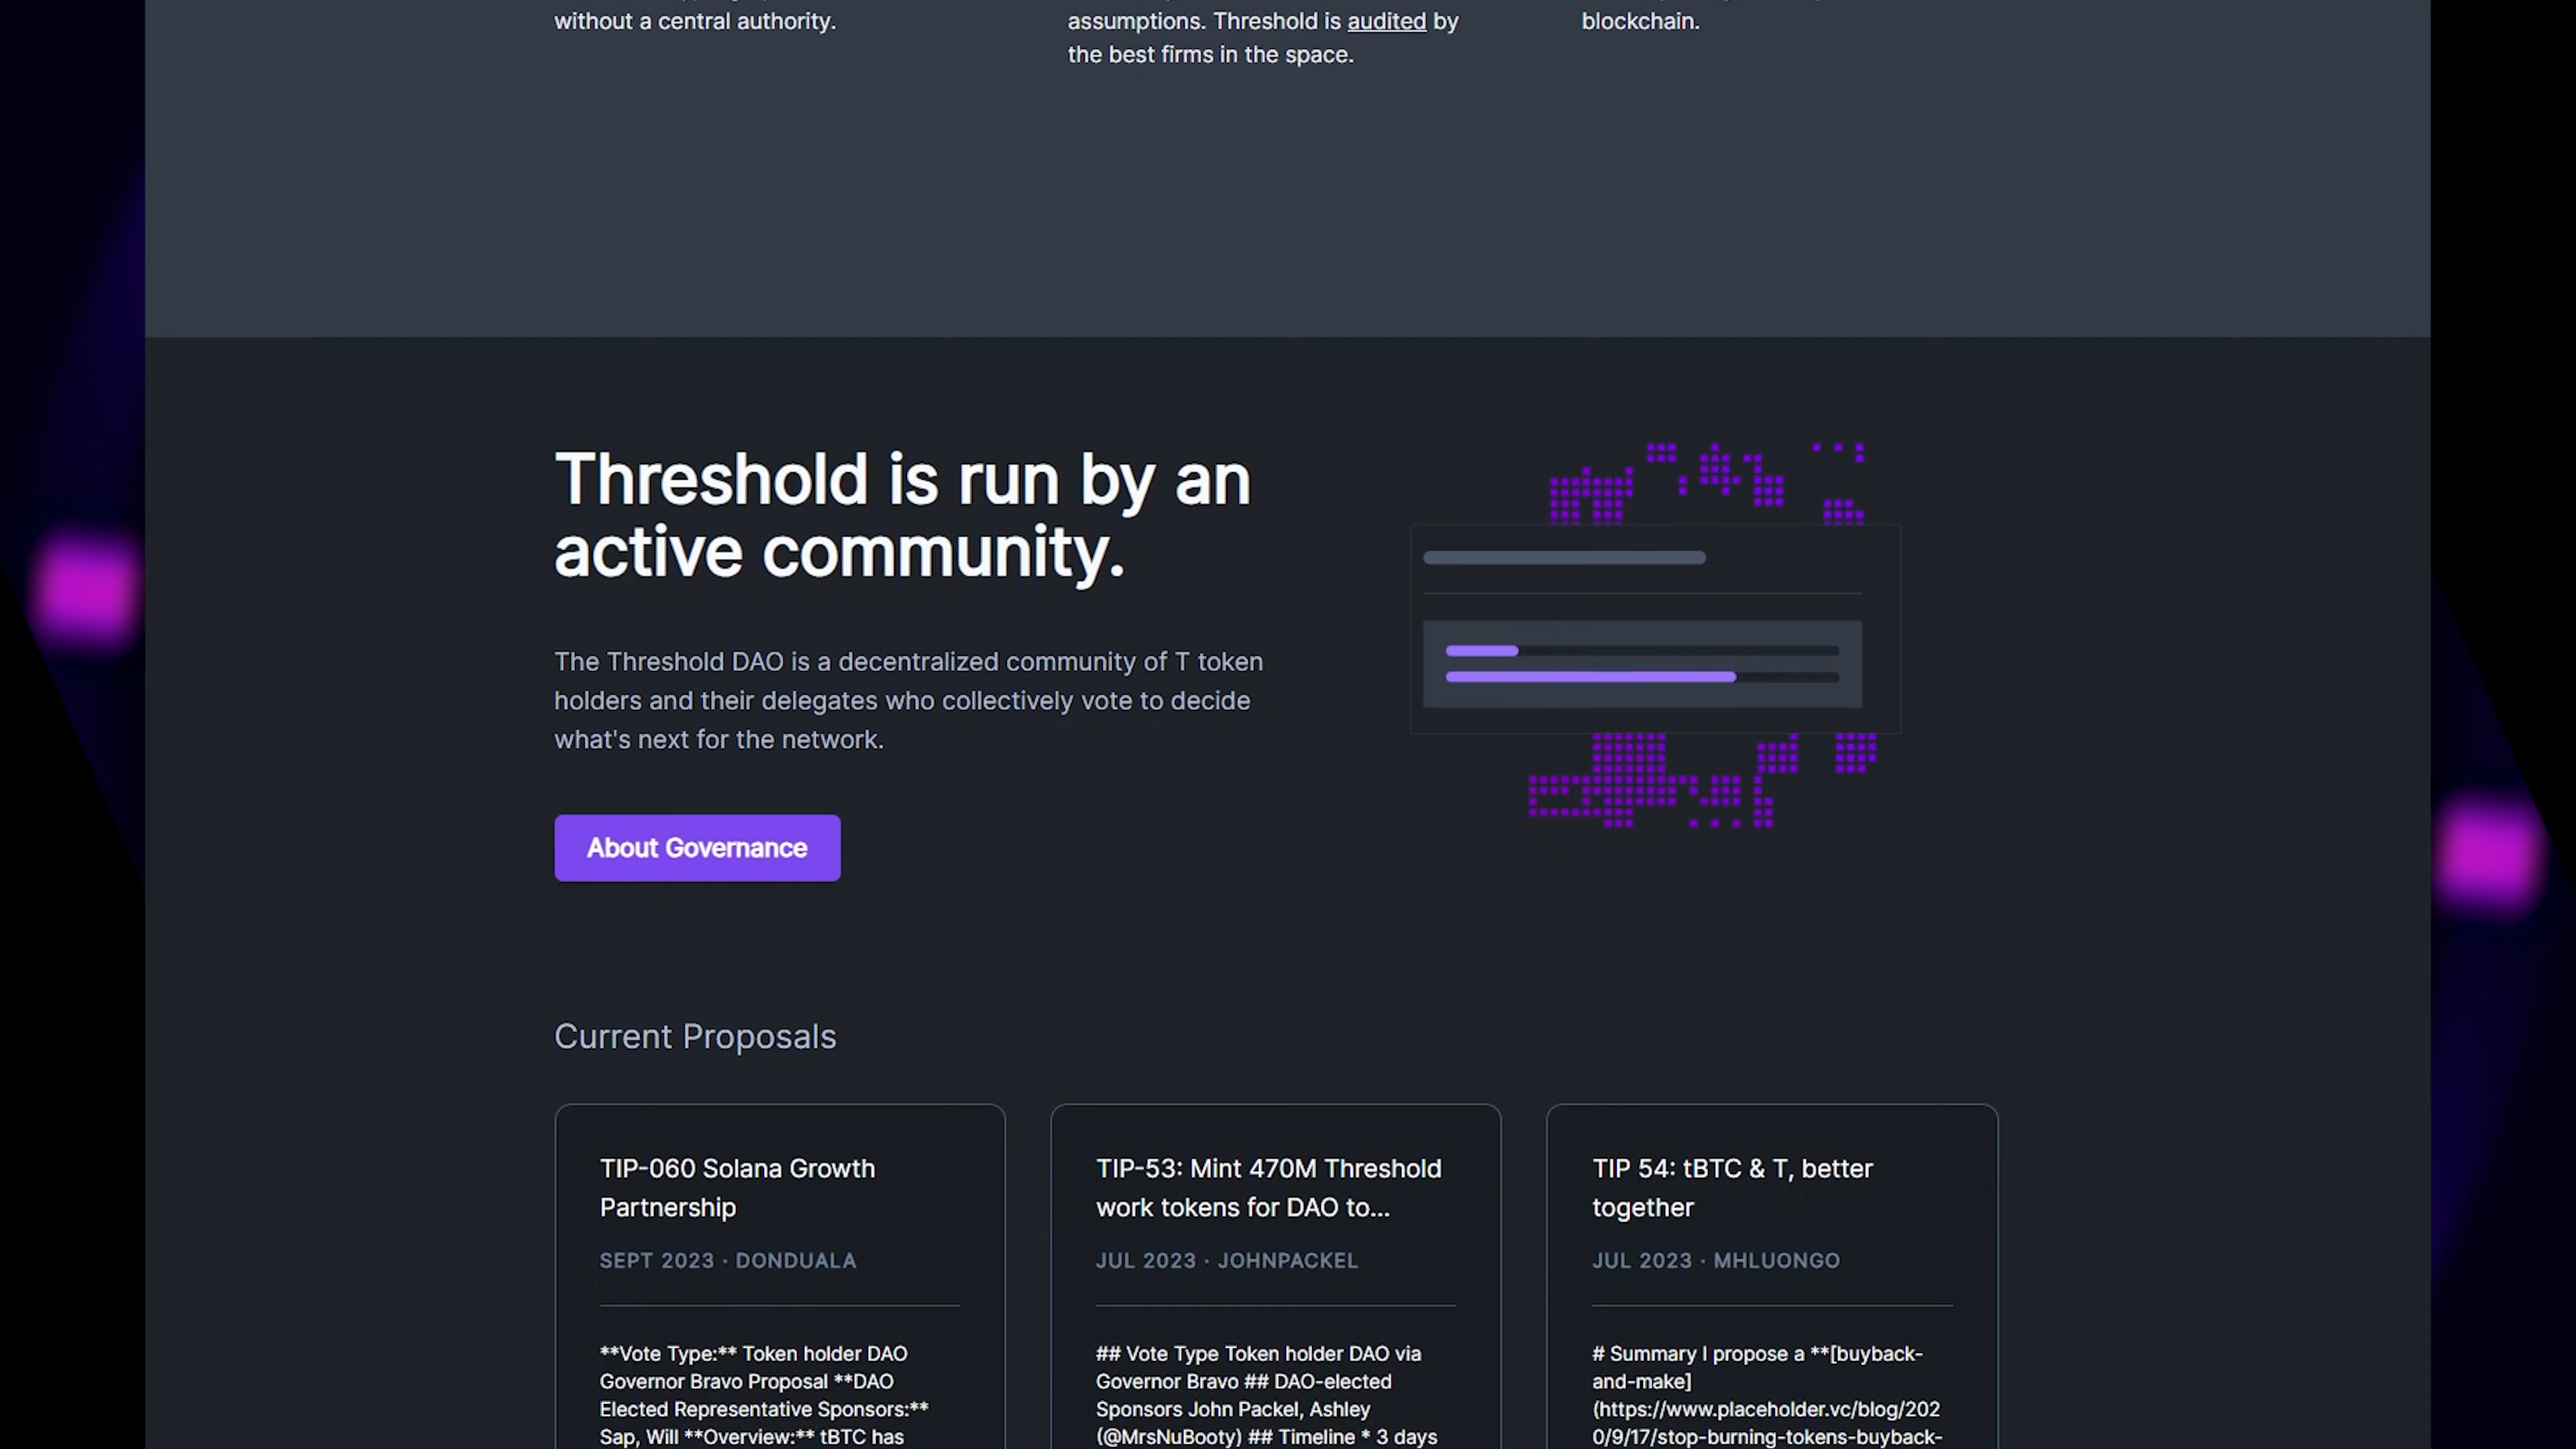 without a central authority.
assumptions. Threshold is audited by
the best firms in the space.
blockchain.
Threshold is run by an
active community.
The Threshold DAO is a decentralized community of T token
holders and their delegates who collectively vote to decide
what's next for the network.
About Governance
Current Proposals
TIP-060 Solana Growth
Partnership
SEPT 2023 · DONDUALA
**Vote Type:** Token holder DAO
Governor Bravo Proposal **DAO
Elected Representative Sponsors:**
Sap, Will **Overview:** tBTC has
TIP-53: Mint 470M Threshold
work tokens for DAO to...
JUL 2023 · JOHNPACKEL
## Vote Type Token holder DAO via
Governor Bravo ## DAO-elected
Sponsors John Packel, Ashley
(@MrsNuBooty) ## Timeline * 3 days
TIP 54: tBTC & T, better
together
JUL 2023 · MHLUONGO
# Summary I propose a **[buyback-
and-make]
(https://www.placeholder.vc/blog/202
0/9/17/stop-burning-tokens-buyback-